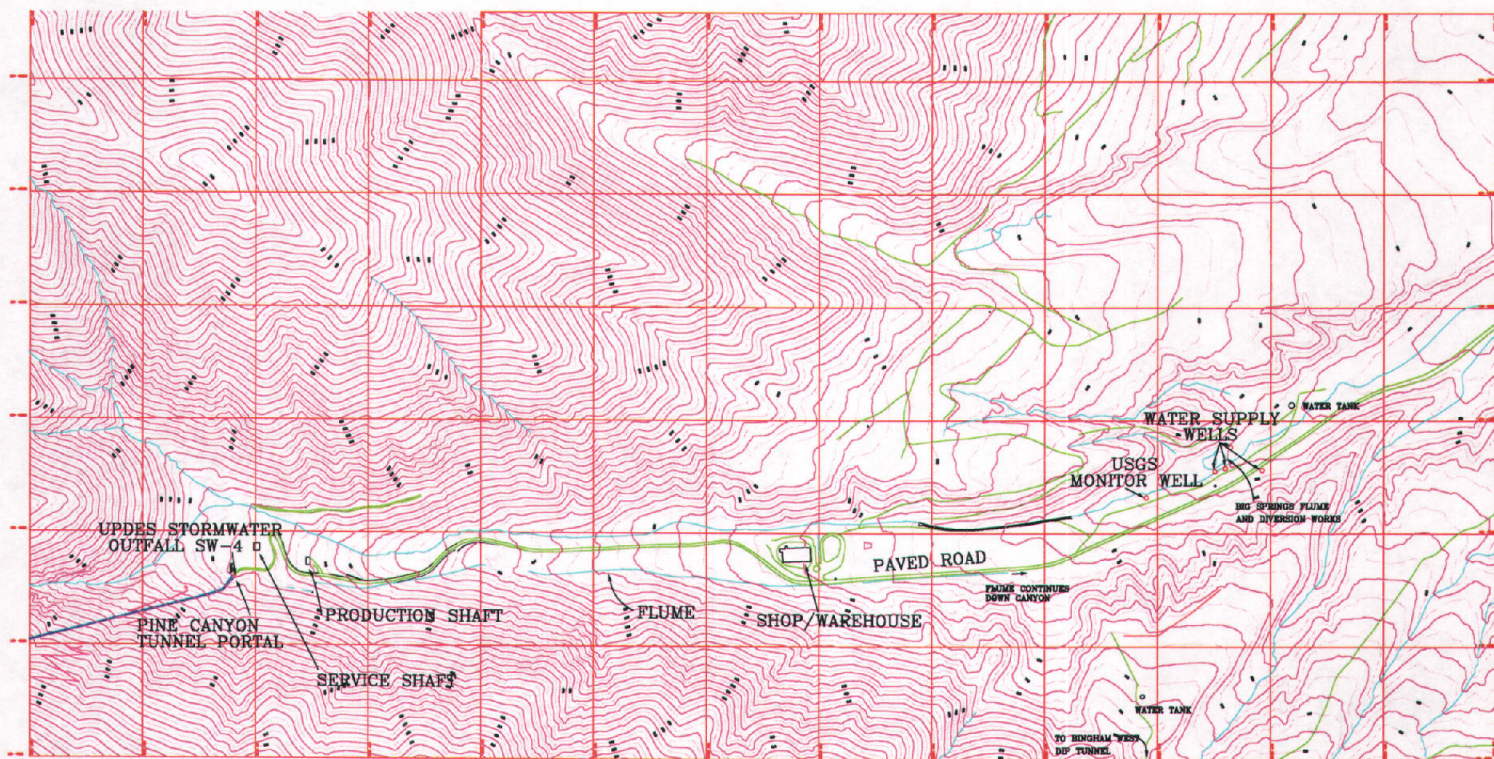 WATER TANK
WATER SUPPLY
WELLS
USGS
MONITOR WELL
BIG SPRINGS FLUME
AND DIVERSION WORKS
UPDES STORMWATER
OUTFALL SW-4
PAVED ROAD
FLUME CONTINUES
DOWN CANYON
PRODUCTION SHAFT
FLUME
SHOP/WAREHOUSE
PINE CANYON
TUNNEL PORTAL
SERVICE SHAFT
WATER TANK
TO BINGHAM WEST
DIP TUNNEL